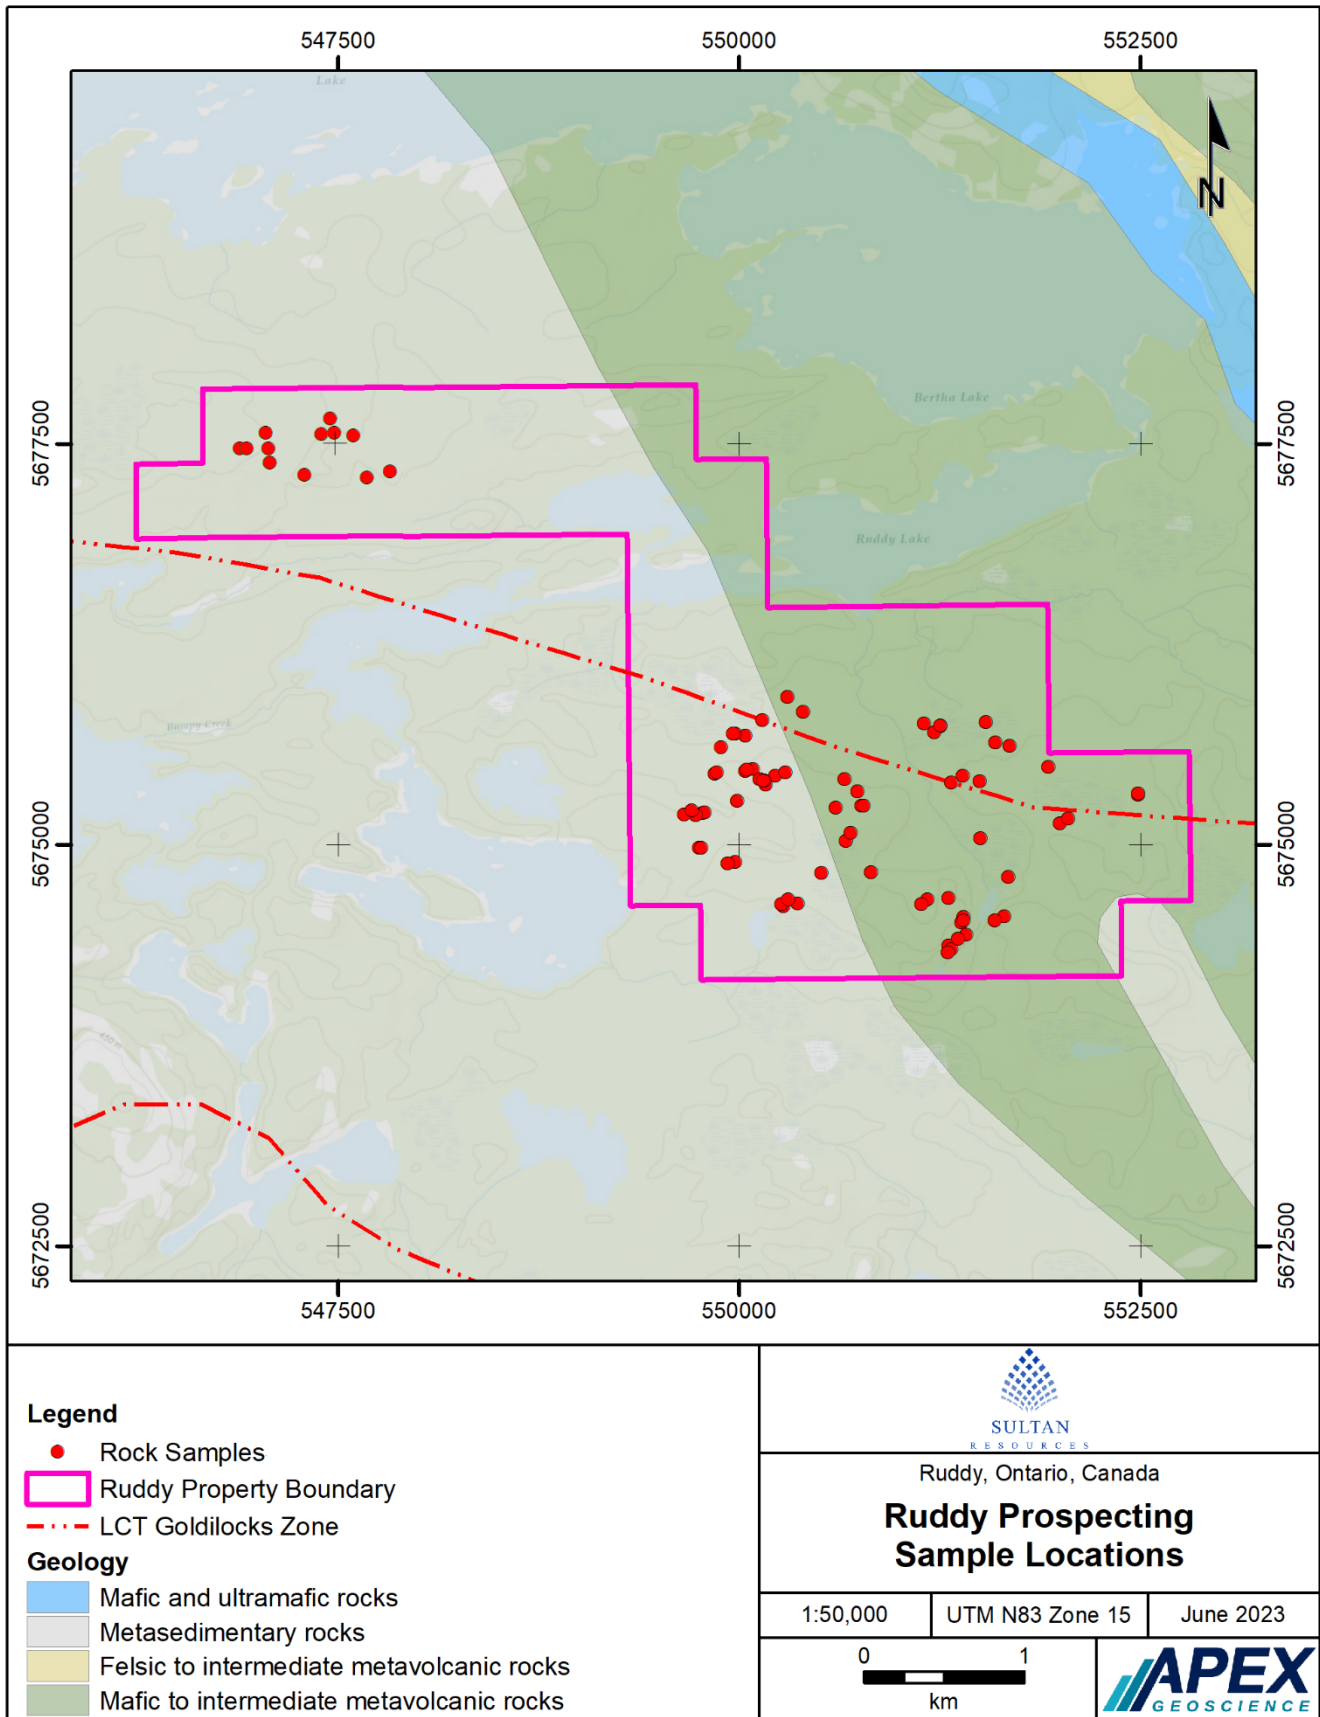 547500
550000
552500
Lake
N
Bertha Lake
5677500
5677500
Ruddy Lake
Bumpy Creek
5675000
5675000
450 m
5672500
5672500
547500
550000
552500
Legend
Rock Samples
Ruddy Property Boundary
LCT Goldilocks Zone
Geology
Mafic and ultramafic rocks
Metasedimentary rocks
Felsic to intermediate metavolcanic rocks
Mafic to intermediate metavolcanic rocks
SULTAN
RESOURCES
Ruddy, Ontario, Canada
Ruddy Prospecting
Sample Locations
1:50,000
UTM N83 Zone 15
June 2023
0 1
km
APEX
GEOSCIENCE